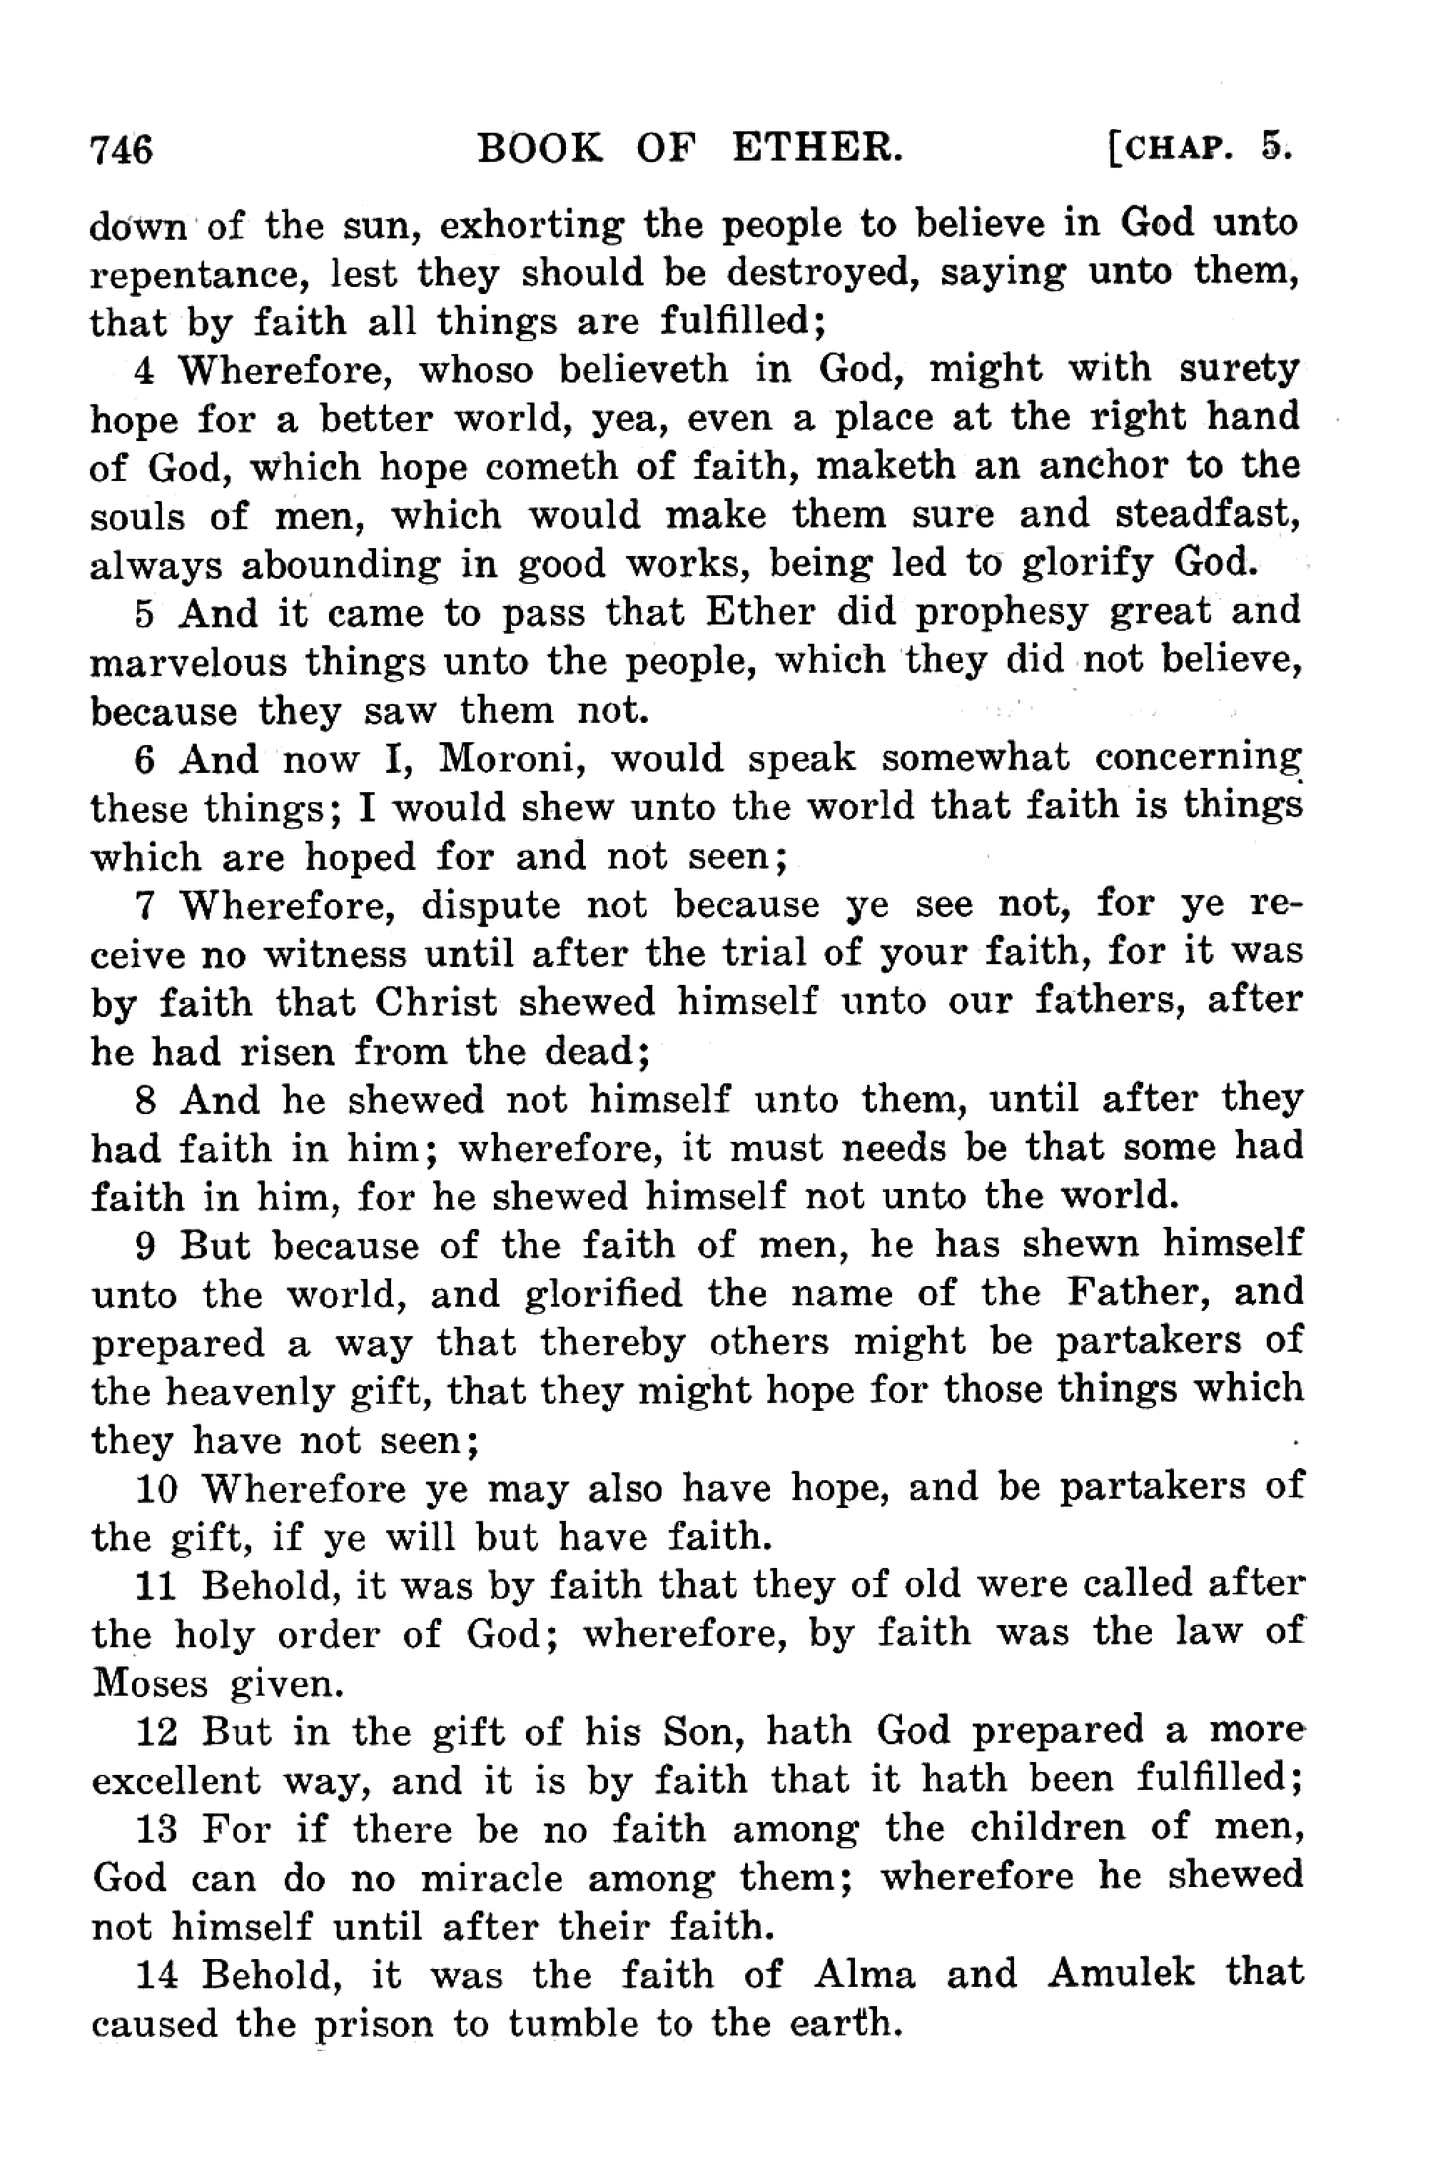 746 BOOK OF ETHER. [CHAP. 5.
down of the sun, exhorting the people to believe in God unto
repentance, lest they should be destroyed, saying unto them,
that by faith all things are fulfilled;
4 Wherefore, whoso believeth in God, might with surety
hope for a better world, yea, even a place at the right hand
of God, which hope cometh of faith, maketh an anchor to the
souls of men, which would make them sure and steadfast,
always abounding in good works, being led to glorify God.
5 And it came to pass that Ether did prophesy great and
marvelous things unto the people, which they did not believe,
because they saw them not.
6 And now I, Moroni, would speak somewhat concerning
these things; I would shew unto the world that faith is things
which are hoped for and not seen;
7 Wherefore, dispute not because ye see not, for ye re-
ceive no witness until after the trial of your faith, for it was
by faith that Christ shewed himself unto our fathers, after
he had risen from the dead;
8 And he shewed not himself unto them, until after they
had faith in him; wherefore, it must needs be that some had
faith in him, for he shewed himself not unto the world.
9 But because of the faith of men, he has shewn himself
unto the world, and glorified the name of the Father, and
prepared a way that thereby others might be partakers of
the heavenly gift, that they might hope for those things which
they have not seen;
10 Wherefore ye may also have hope, and be partakers of
the gift, if ye will but have faith.
11 Behold, it was by faith that they of old were called after
the holy order of God; wherefore, by faith was the law of
Moses given.
12 But in the gift of his Son, hath God prepared a more
excellent way, and it is by faith that it hath been fulfilled;
13 For if there be no faith among the children of men,
God can do no miracle among them; wherefore he shewed
not himself until after their faith.
14 Behold, it was the faith of Alma and Amulek that
caused the prison to tumble to the earth.